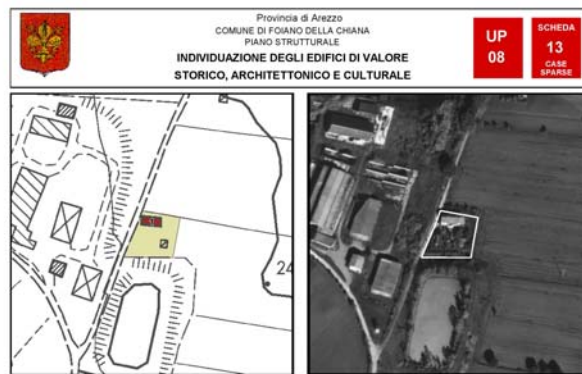 Provincia di Arezzo
COMUNE DI FOIANO DELLA CHIANA
PIANO STRUTTURALE
INDIVIDUAZIONE DEGLI EDIFICI DI VALORE
STORICO, ARCHITETTONICO E CULTURALE
UP
08
SCHEDA
13
CASE
SPARSE
24